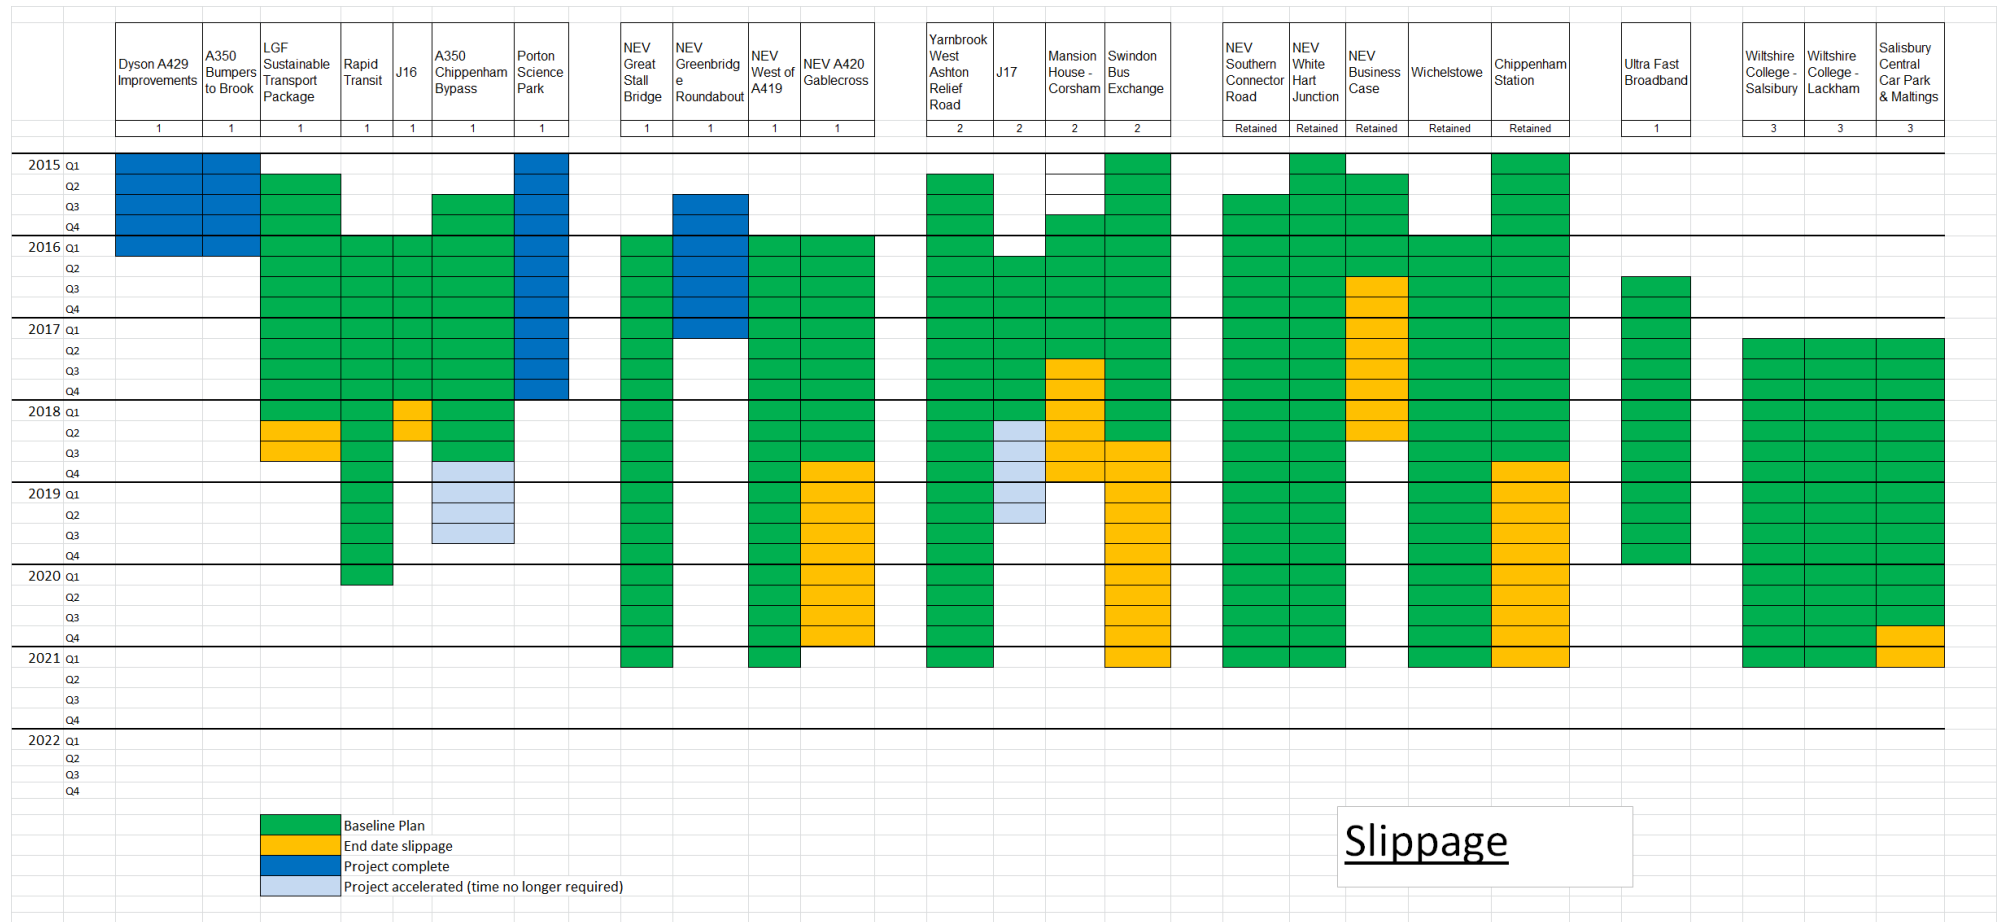 Dyson A429
Improvements
A350
Bumpers
to Brook
LGF
Sustainable
Transport
Package
Rapid
Transit
J16
A350
Chippenham
Bypass
Porton
Science
Park
NEV
Great
Stall
Bridge
NEV
Greenbridg
e
Roundabout
NEV
West of
A419
NEV A420
Gablecross
Yarnbrook
West
Ashton
Relief
Road
J17
Mansion
House -
Corsham
Swindon
Bus
Exchange
NEV
Southern
Connector
Road
NEV
White
Hart
Junction
NEV
Business
Case
Wichelstowe
Chippenham
Station
Ultra Fast
Broadband
Wiltshire
College -
Salsibury
Wiltshire
College -
Lackham
Salisbury
Central
Car Park
& Maltings
1 1 1 1 1 1 1 1 1 1 1 2 2 2 2 Retained Retained Retained Retained Retained 1 3 3 3
2015 Q1
Q2
Q3
Q4
2016 Q1
Q2
Q3
Q4
2017 Q1
Q2
Q3
Q4
2018 Q1
Q2
Q3
Q4
2019 Q1
Q2
Q3
Q4
2020 Q1
Q2
Q3
Q4
2021 Q1
Q2
Q3
Q4
2022 Q1
Q2
Q3
Q4
Baseline Plan
End date slippage
Project complete
Project accelerated (time no longer required)
Slippage